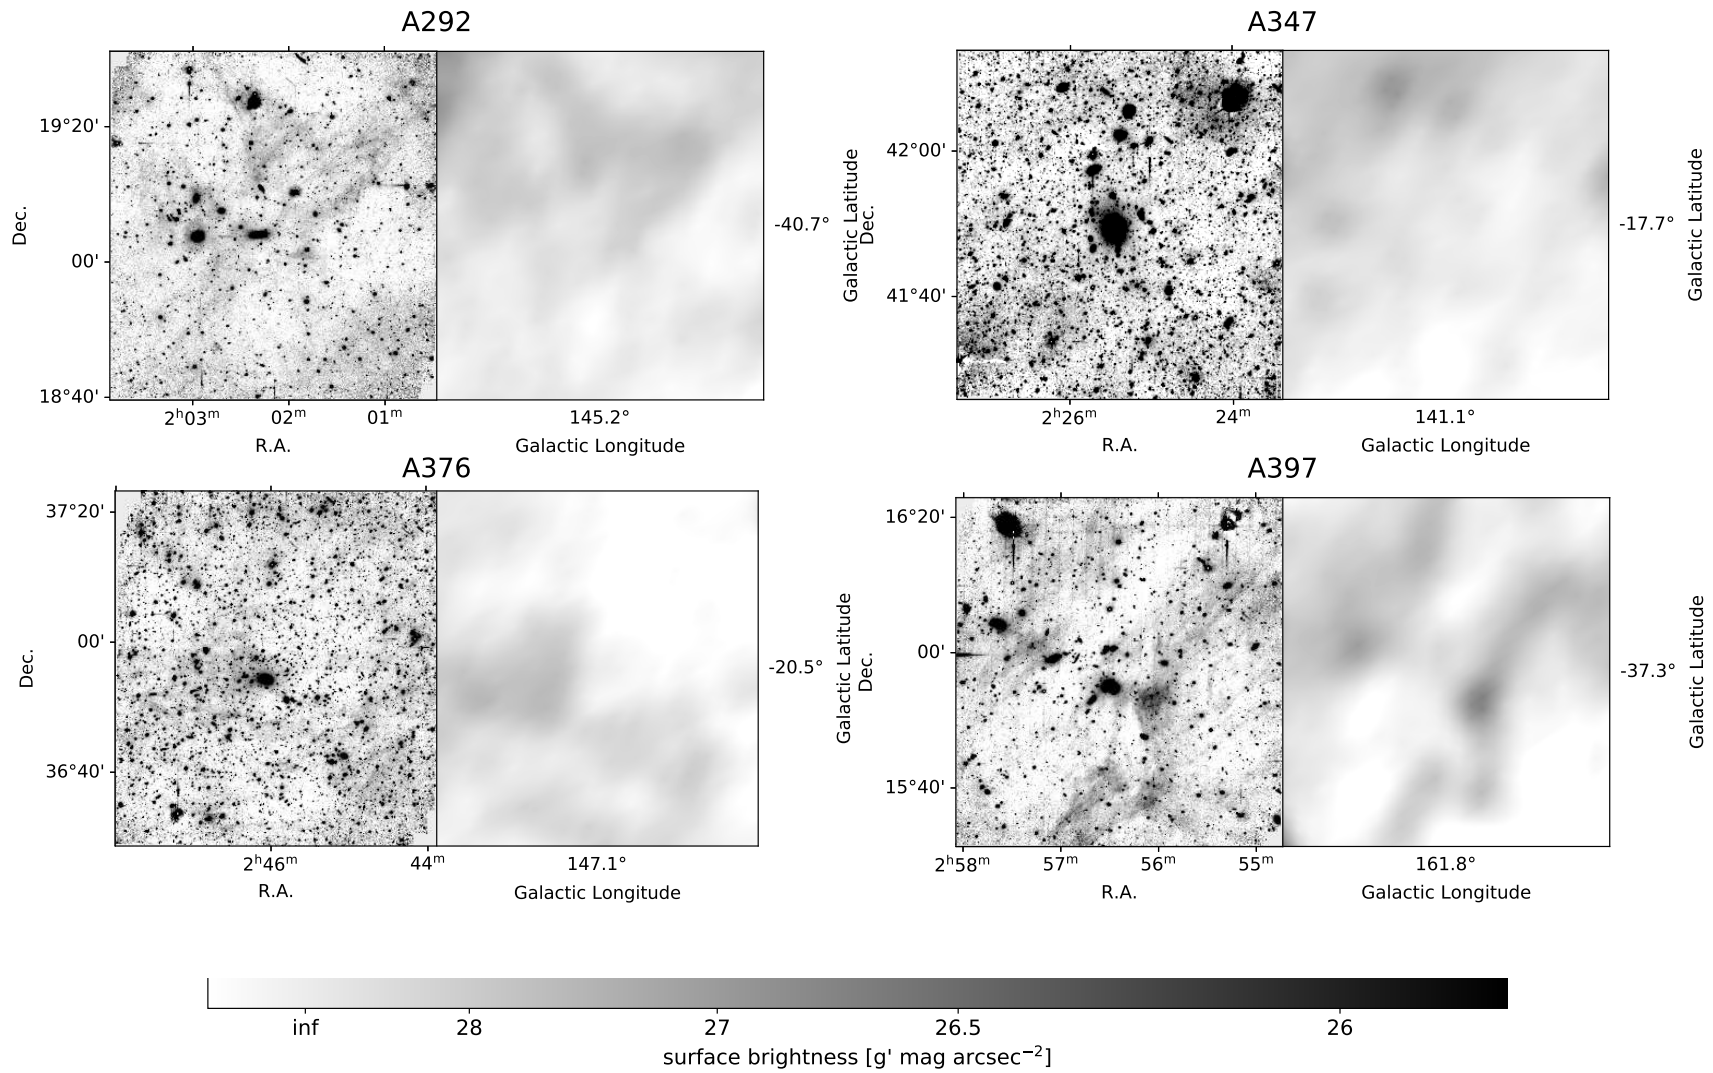 A292
A347
19°20'
00'
18°40'
Dec.
2ʰ03ᵐ
02ᵐ
01ᵐ
R.A.
145.2°
Galactic Longitude
-40.7°
Galactic Latitude
42°00'
41°40'
Dec.
2ʰ26ᵐ
24ᵐ
R.A.
141.1°
Galactic Longitude
-17.7°
Galactic Latitude
A376
A397
37°20'
00'
36°40'
Dec.
2ʰ46ᵐ
44ᵐ
R.A.
147.1°
Galactic Longitude
-20.5°
Galactic Latitude
16°20'
00'
15°40'
Dec.
2ʰ58ᵐ
57ᵐ
56ᵐ
55ᵐ
R.A.
161.8°
Galactic Longitude
-37.3°
Galactic Latitude
inf
28
27
26.5
26
surface brightness [g' mag arcsec⁻²]